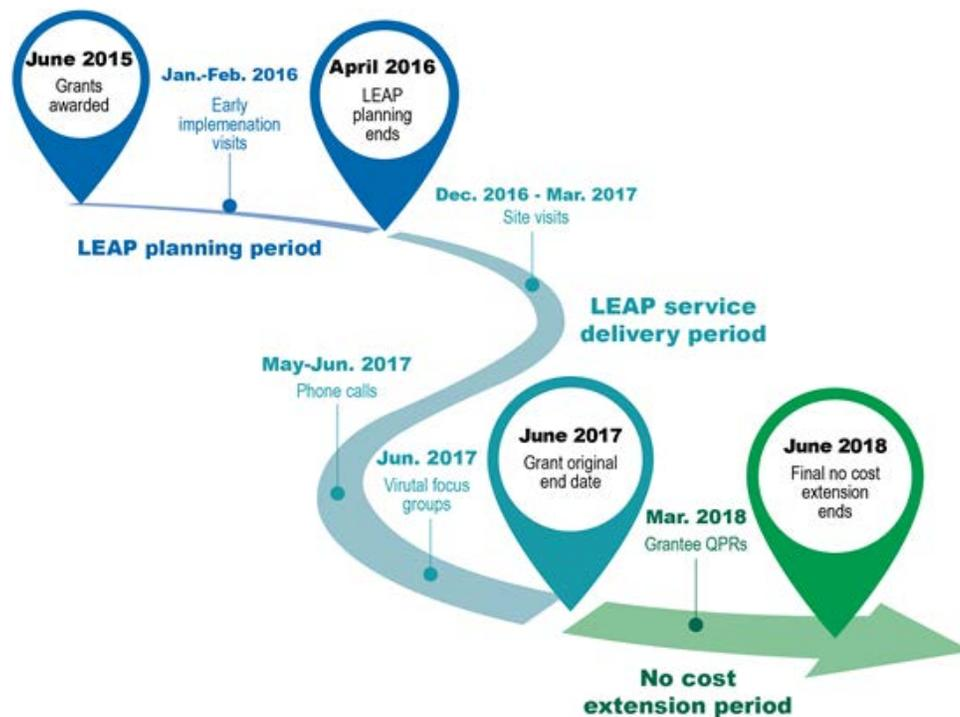 June 2015
Grants
awarded
Jan.-Feb. 2016
Early
implemenation
visits
April 2016
LEAP
planning
ends
LEAP planning period
Dec. 2016 - Mar. 2017
Site visits
LEAP service
delivery period
May-Jun. 2017
Phone calls
Jun. 2017
Virutal focus
groups
June 2017
Grant original
end date
Mar. 2018
Grantee QPRs
June 2018
Final no cost
extension
ends
No cost
extension period